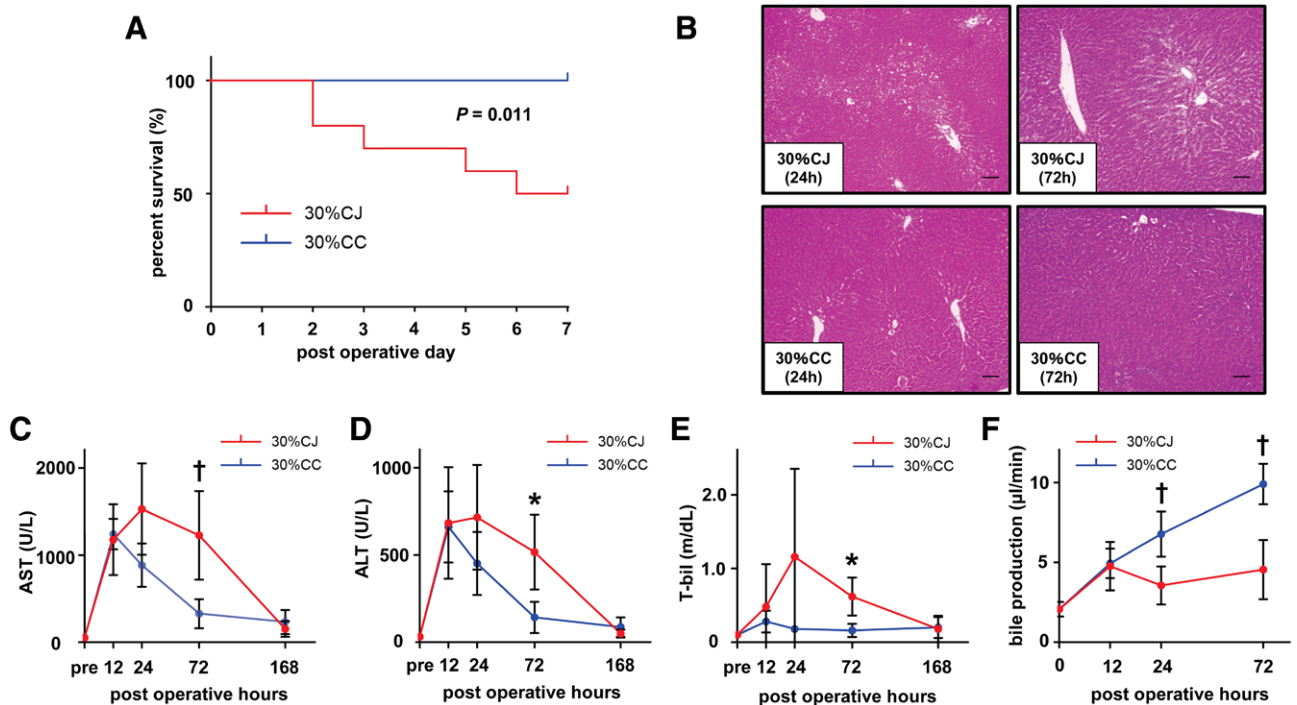 A
percent survival (%)
100
50
0
P = 0.011
30%CJ
30%CC
0 1 2 3 4 5 6 7
post operative day
B
30%CJ
(24h)
30%CJ
(72h)
30%CC
(24h)
30%CC
(72h)
C
30%CJ
30%CC
AST (U/L)
2000
1000
0
†
pre 12 24 72 168
post operative hours
D
30%CJ
30%CC
ALT (U/L)
1000
500
0
*
pre 12 24 72 168
post operative hours
E
30%CJ
30%CC
T-bil (m/dL)
2.0
1.0
0
*
pre 12 24 72 168
post operative hours
F
30%CJ
30%CC
bile production (µl/min)
10
5
0
†
†
0 12 24 72
post operative hours